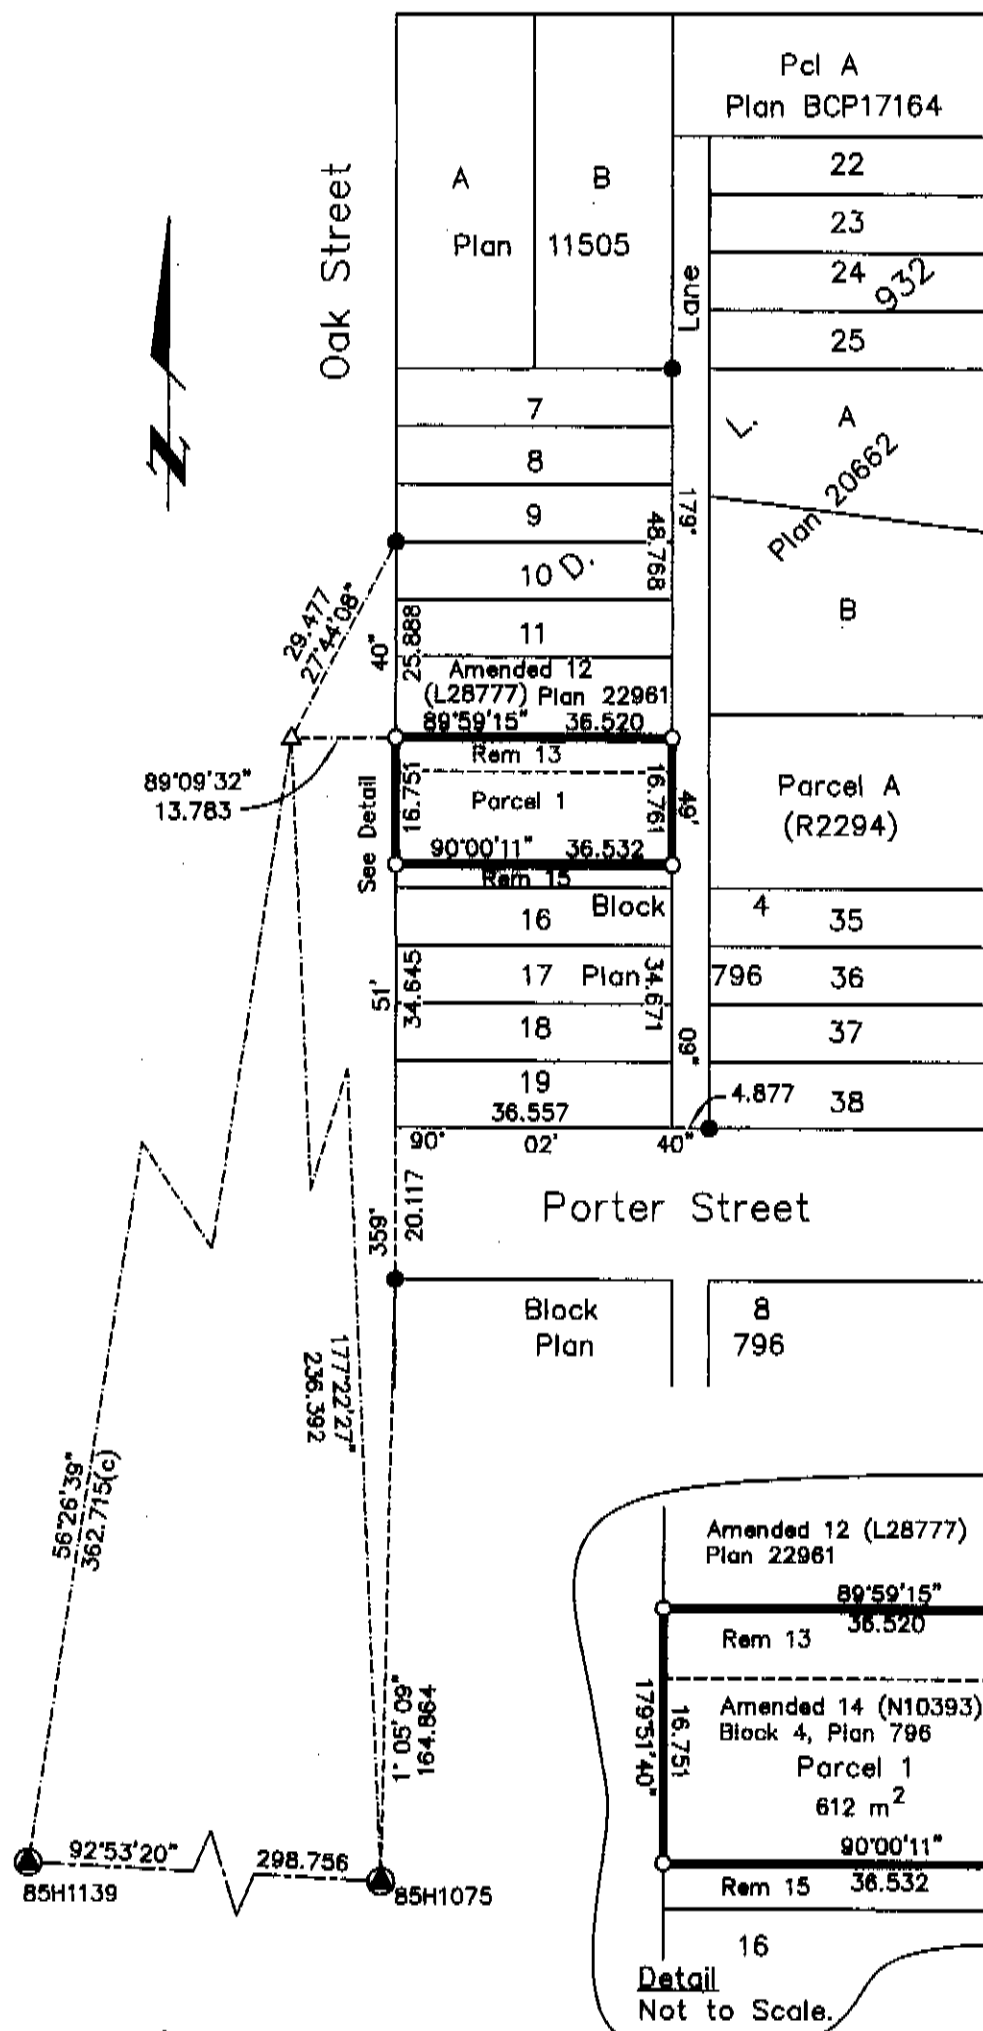 Pcl A
Plan BCP17164
22
23
24
932
25
A
B
Plan 11505
Oak Street
Lane
N
7
8
9
10
D.
L.
A
Plan 20662
B
179°
48.768
29.477
27°44'08"
40"
25.888
11
Amended 12
(L28777) Plan 22961
89°59'15" 36.520
Rem 13
89°09'32"
13.783
See Detail
16.751
Parcel 1
16.761
49'
90°00'11" 36.532
Rem 15
Parcel A
(R2294)
16
Block 4
35
17
Plan 796
36
51'
34.645
34.671
18
37
09"
19
36.557
4.877
38
90° 02' 40"
359°
20.117
Porter Street
Block 8
Plan 796
177°22'27"
236.392
56°26'39"
362.715(c)
1° 05' 09"
164.864
92°53'20" 298.756
85H1139
85H1075
Amended 12 (L28777)
Plan 22961
89°59'15"
36.520
Rem 13
179°51'40"
16.751
Amended 14 (N10393)
Block 4, Plan 796
Parcel 1
612 m²
90°00'11"
Rem 15 36.532
16
Detail
Not to Scale.